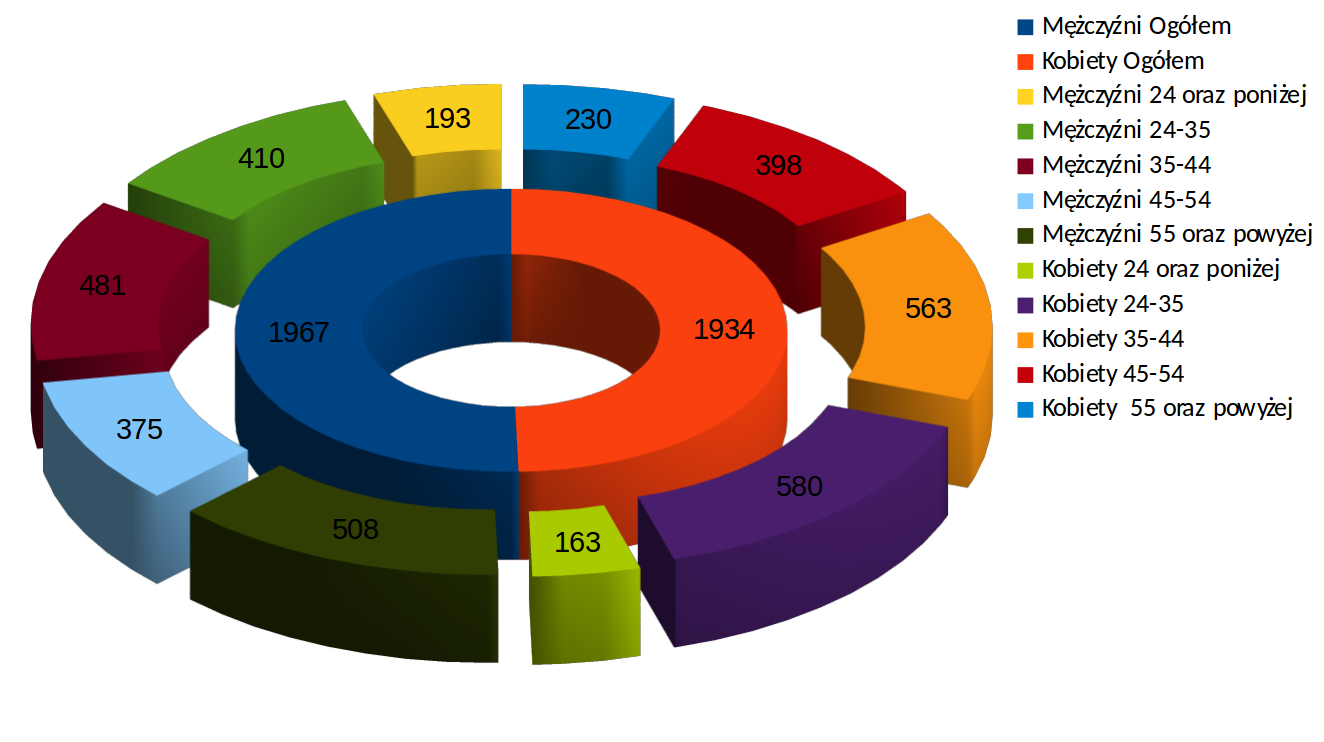 Mężczyźni Ogółem
Kobiety Ogółem
Mężczyźni 24 oraz poniżej
Mężczyźni 24-35
Mężczyźni 35-44
Mężczyźni 45-54
Mężczyźni 55 oraz powyżej
Kobiety 24 oraz poniżej
Kobiety 24-35
Kobiety 35-44
Kobiety 45-54
Kobiety  55 oraz powyżej
193
230
410
398
481
563
1967
1934
375
580
508
163